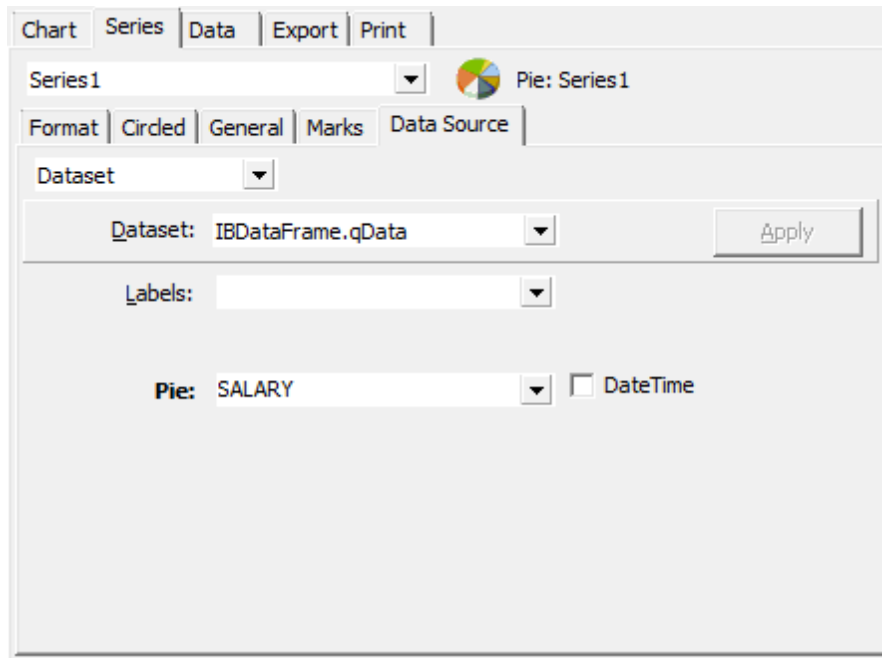 Chart Series Data Export Print
Series1 Pie: Series1
Format Circled General Marks Data Source
Dataset
Dataset: IBDataFrame.qData Apply
Labels:
Pie: SALARY DateTime